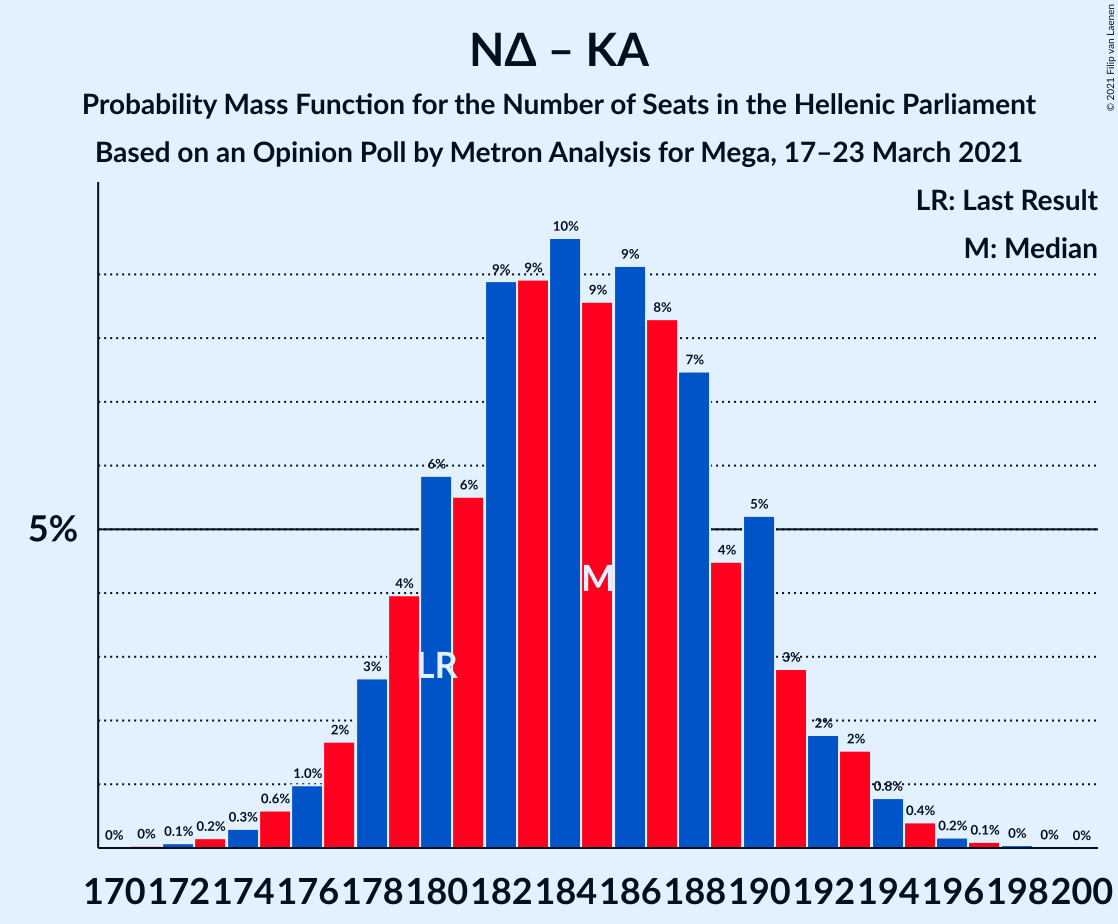 ΝΔ – ΚΑ
Probability Mass Function for the Number of Seats in the Hellenic Parliament
Based on an Opinion Poll by Metron Analysis for Mega, 17–23 March 2021
© 2021 Filip van Laenen
LR: Last Result
M: Median
5%
0% 0% 0.1% 0.2% 0.3% 0.6% 1.0% 2% 3% 4% 6% 6% 9% 9% 10% 9% 9% 8% 7% 4% 5% 3% 2% 2% 0.8% 0.4% 0.2% 0.1% 0% 0% 0%
LR
M
170 172 174 176 178 180 182 184 186 188 190 192 194 196 198 200